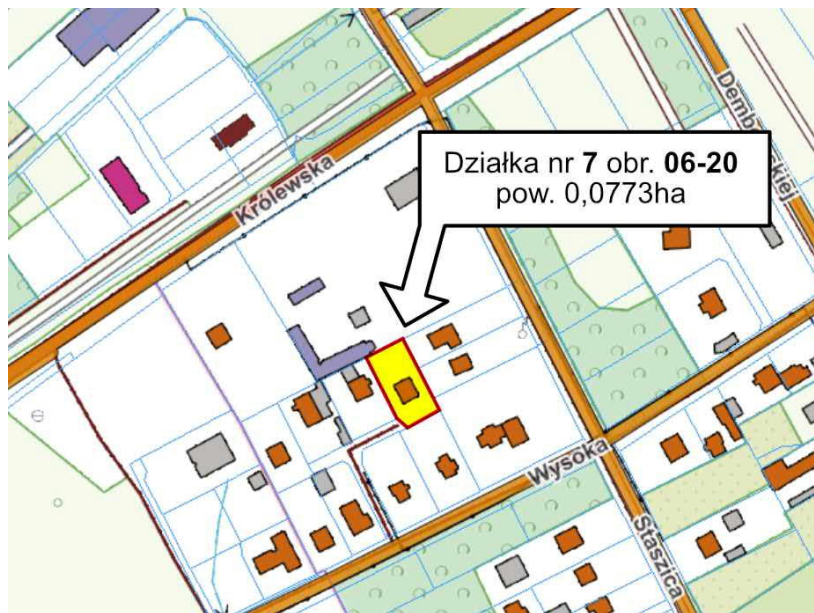 Działka nr 7 obr. 06-20
pow. 0,0773ha
Królewska
Wysoka
Staszica